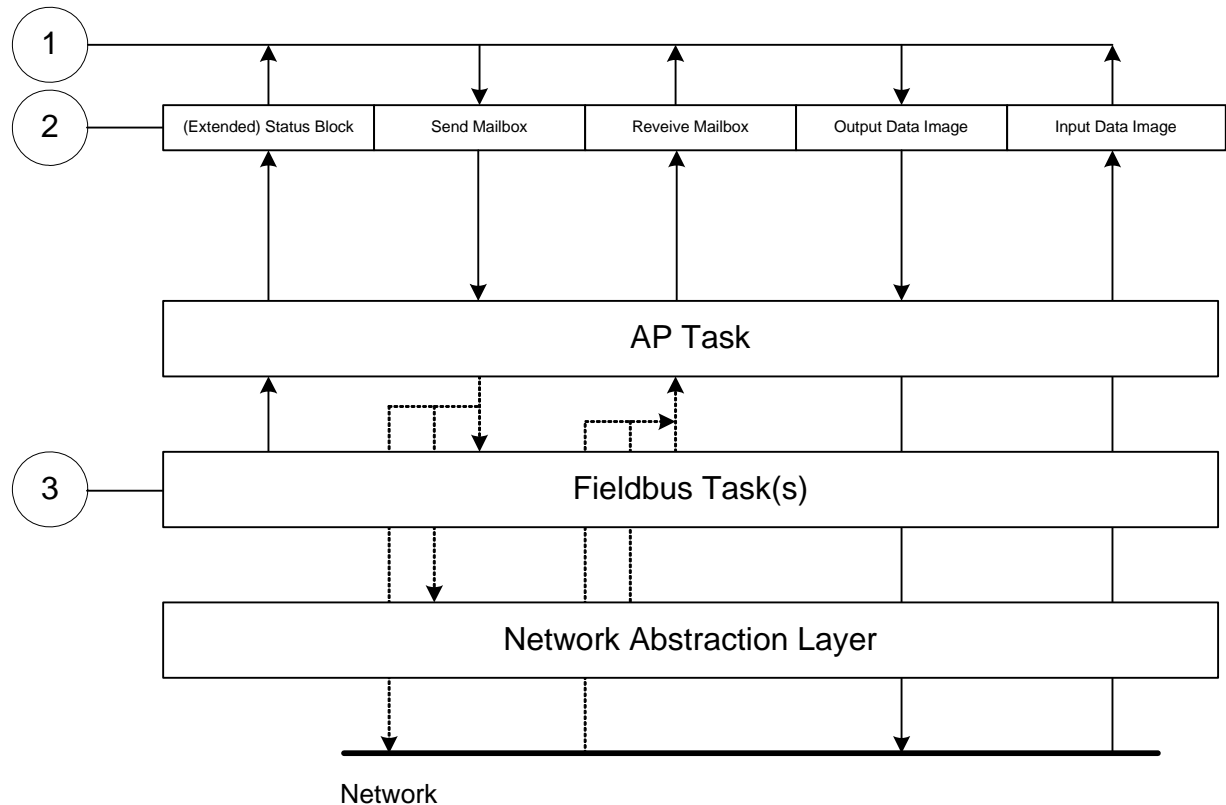 1
2
(Extended) Status Block
Send Mailbox
Reveive Mailbox
Output Data Image
Input Data Image
AP Task
3
Fieldbus Task(s)
Network Abstraction Layer
Network